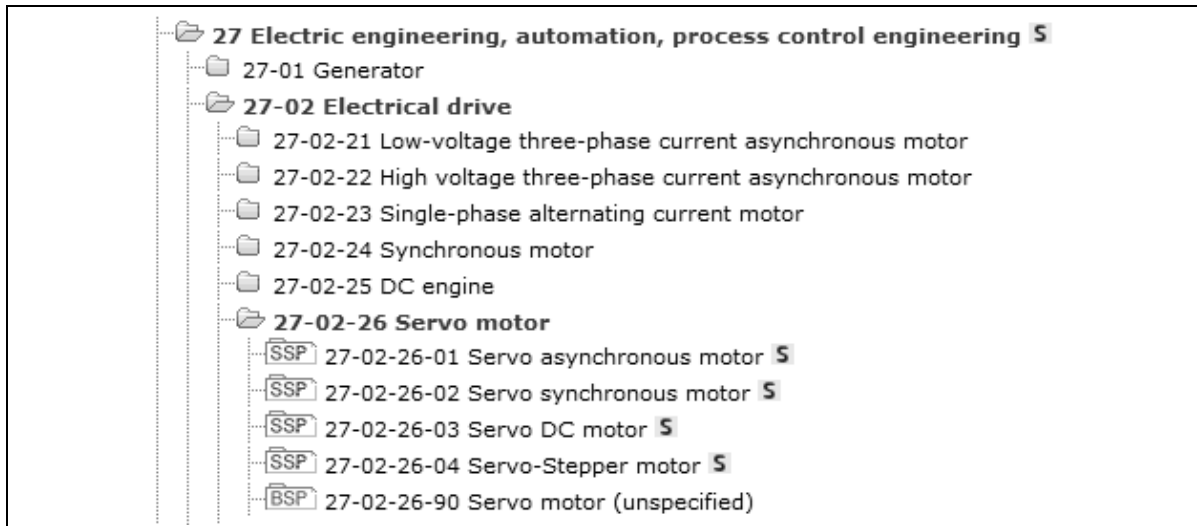 27 Electric engineering, automation, process control engineering S
27-01 Generator
27-02 Electrical drive
27-02-21 Low-voltage three-phase current asynchronous motor
27-02-22 High voltage three-phase current asynchronous motor
27-02-23 Single-phase alternating current motor
27-02-24 Synchronous motor
27-02-25 DC engine
27-02-26 Servo motor
SSP 27-02-26-01 Servo asynchronous motor S
SSP 27-02-26-02 Servo synchronous motor S
SSP 27-02-26-03 Servo DC motor S
SSP 27-02-26-04 Servo-Stepper motor S
BSP 27-02-26-90 Servo motor (unspecified)